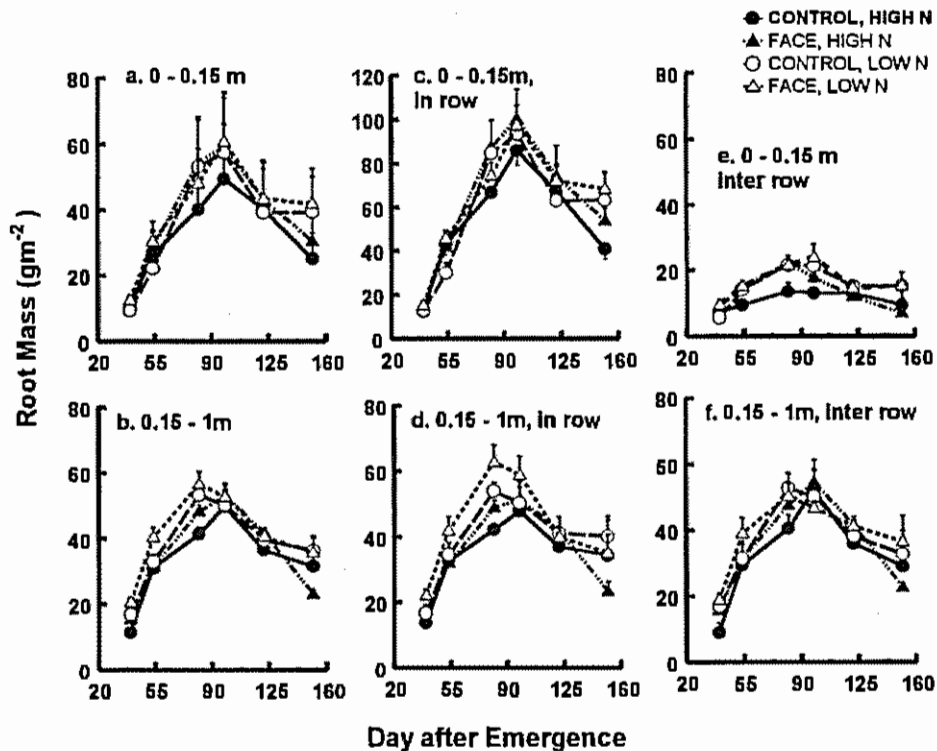 CONTROL, HIGH N
FACE, HIGH N
CONTROL, LOW N
FACE, LOW N
Root Mass (gm-2)
a. 0 - 0.15 m
80
60
40
20
0
20 55 90 125 160
c. 0 - 0.15m,
in row
120
100
80
60
40
20
0
20 55 90 125 160
e. 0 - 0.15 m
inter row
80
60
40
20
0
20 55 90 125 160
b. 0.15 - 1m
80
60
40
20
0
20 55 90 125 160
d. 0.15 - 1m, in row
80
60
40
20
0
20 55 90 125 160
f. 0.15 - 1m, inter row
80
60
40
20
0
20 55 90 125 160
Day after Emergence